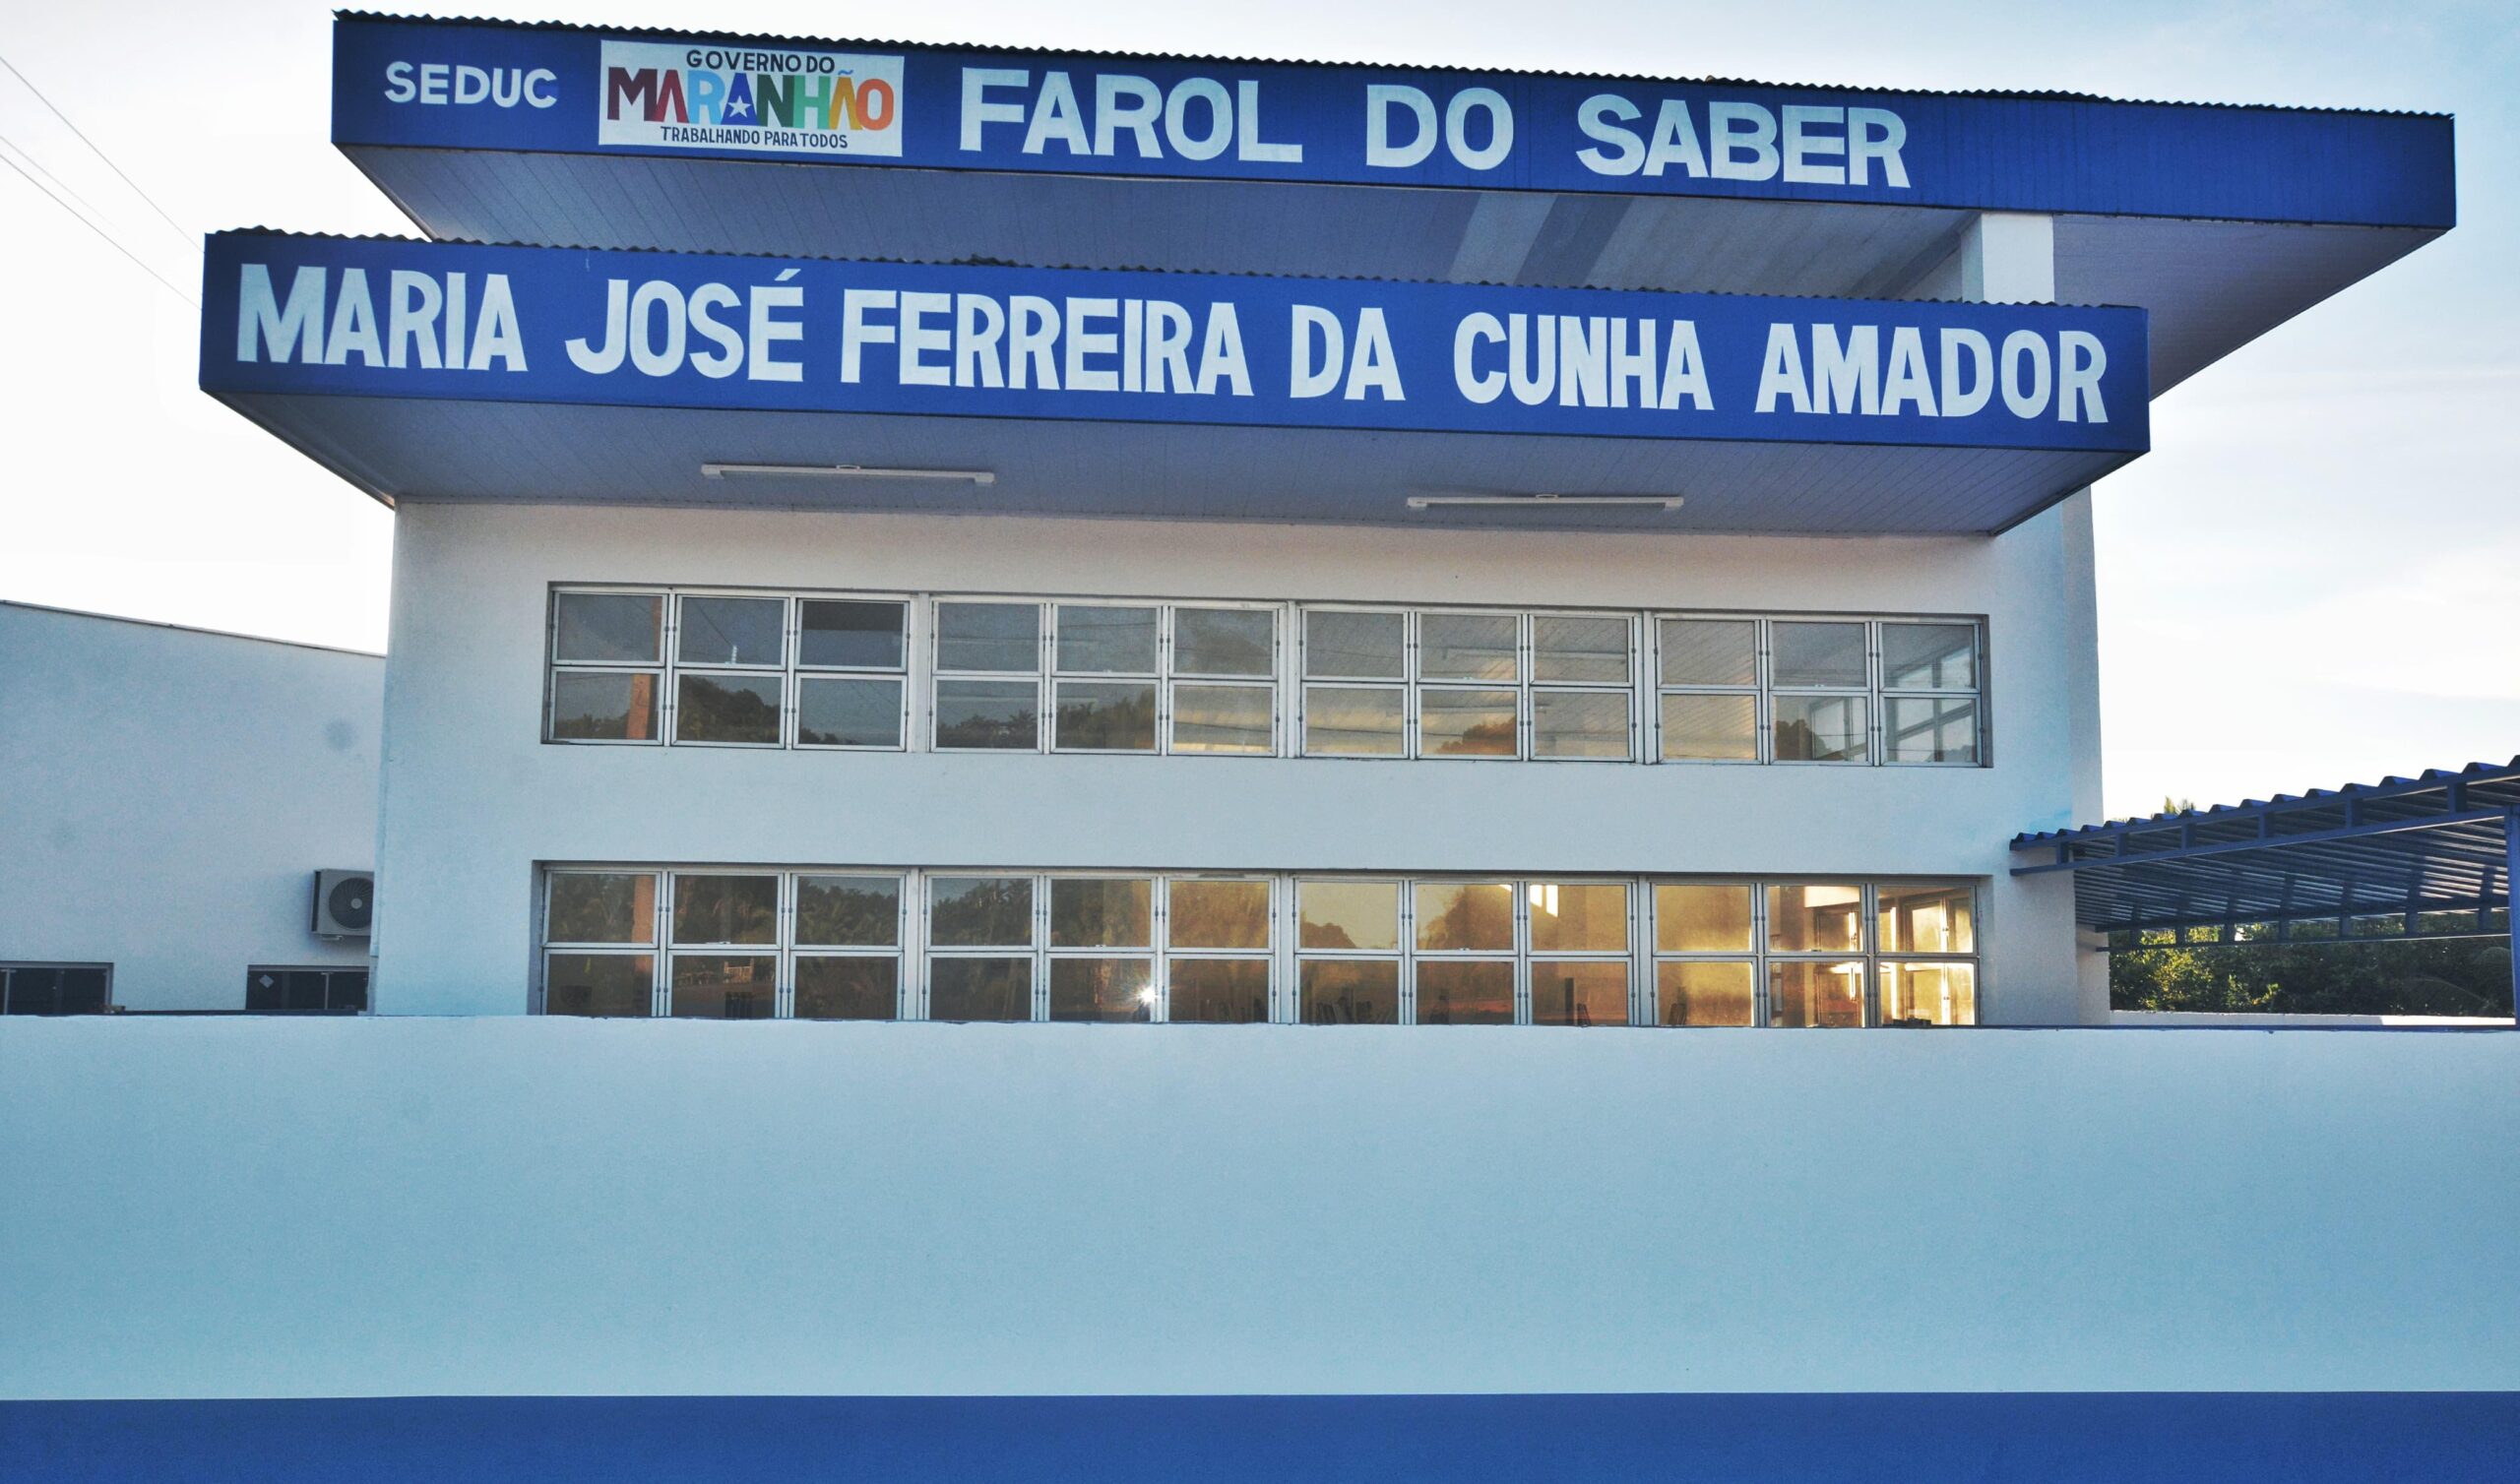 SEDUC
GOVERNO DO
MARANHÃO
TRABALHANDO PARA TODOS
FAROL DO SABER
MARIA JOSÉ FERREIRA DA CUNHA AMADOR